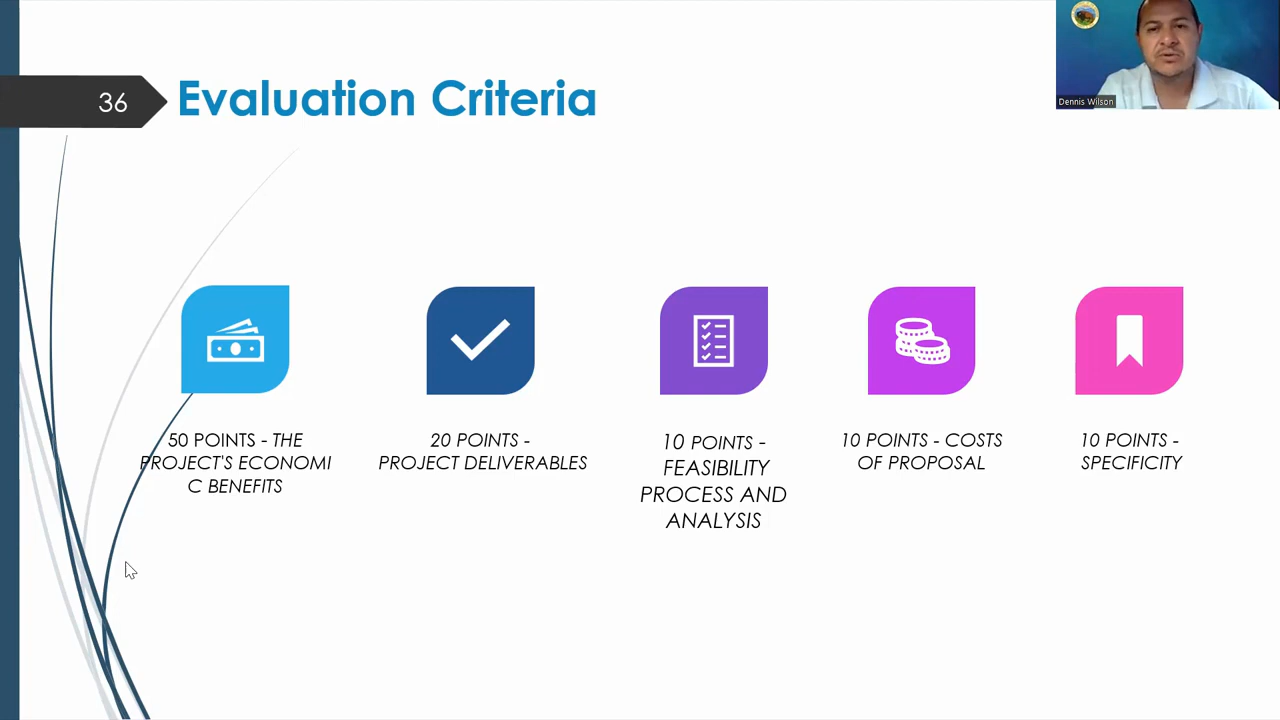 36
Evaluation Criteria
Dennis Wilson
50 POINTS - THE
PROJECT'S ECONOMI
C BENEFITS
20 POINTS -
PROJECT DELIVERABLES
10 POINTS -
FEASIBILITY
PROCESS AND
ANALYSIS
10 POINTS - COSTS
OF PROPOSAL
10 POINTS -
SPECIFICITY